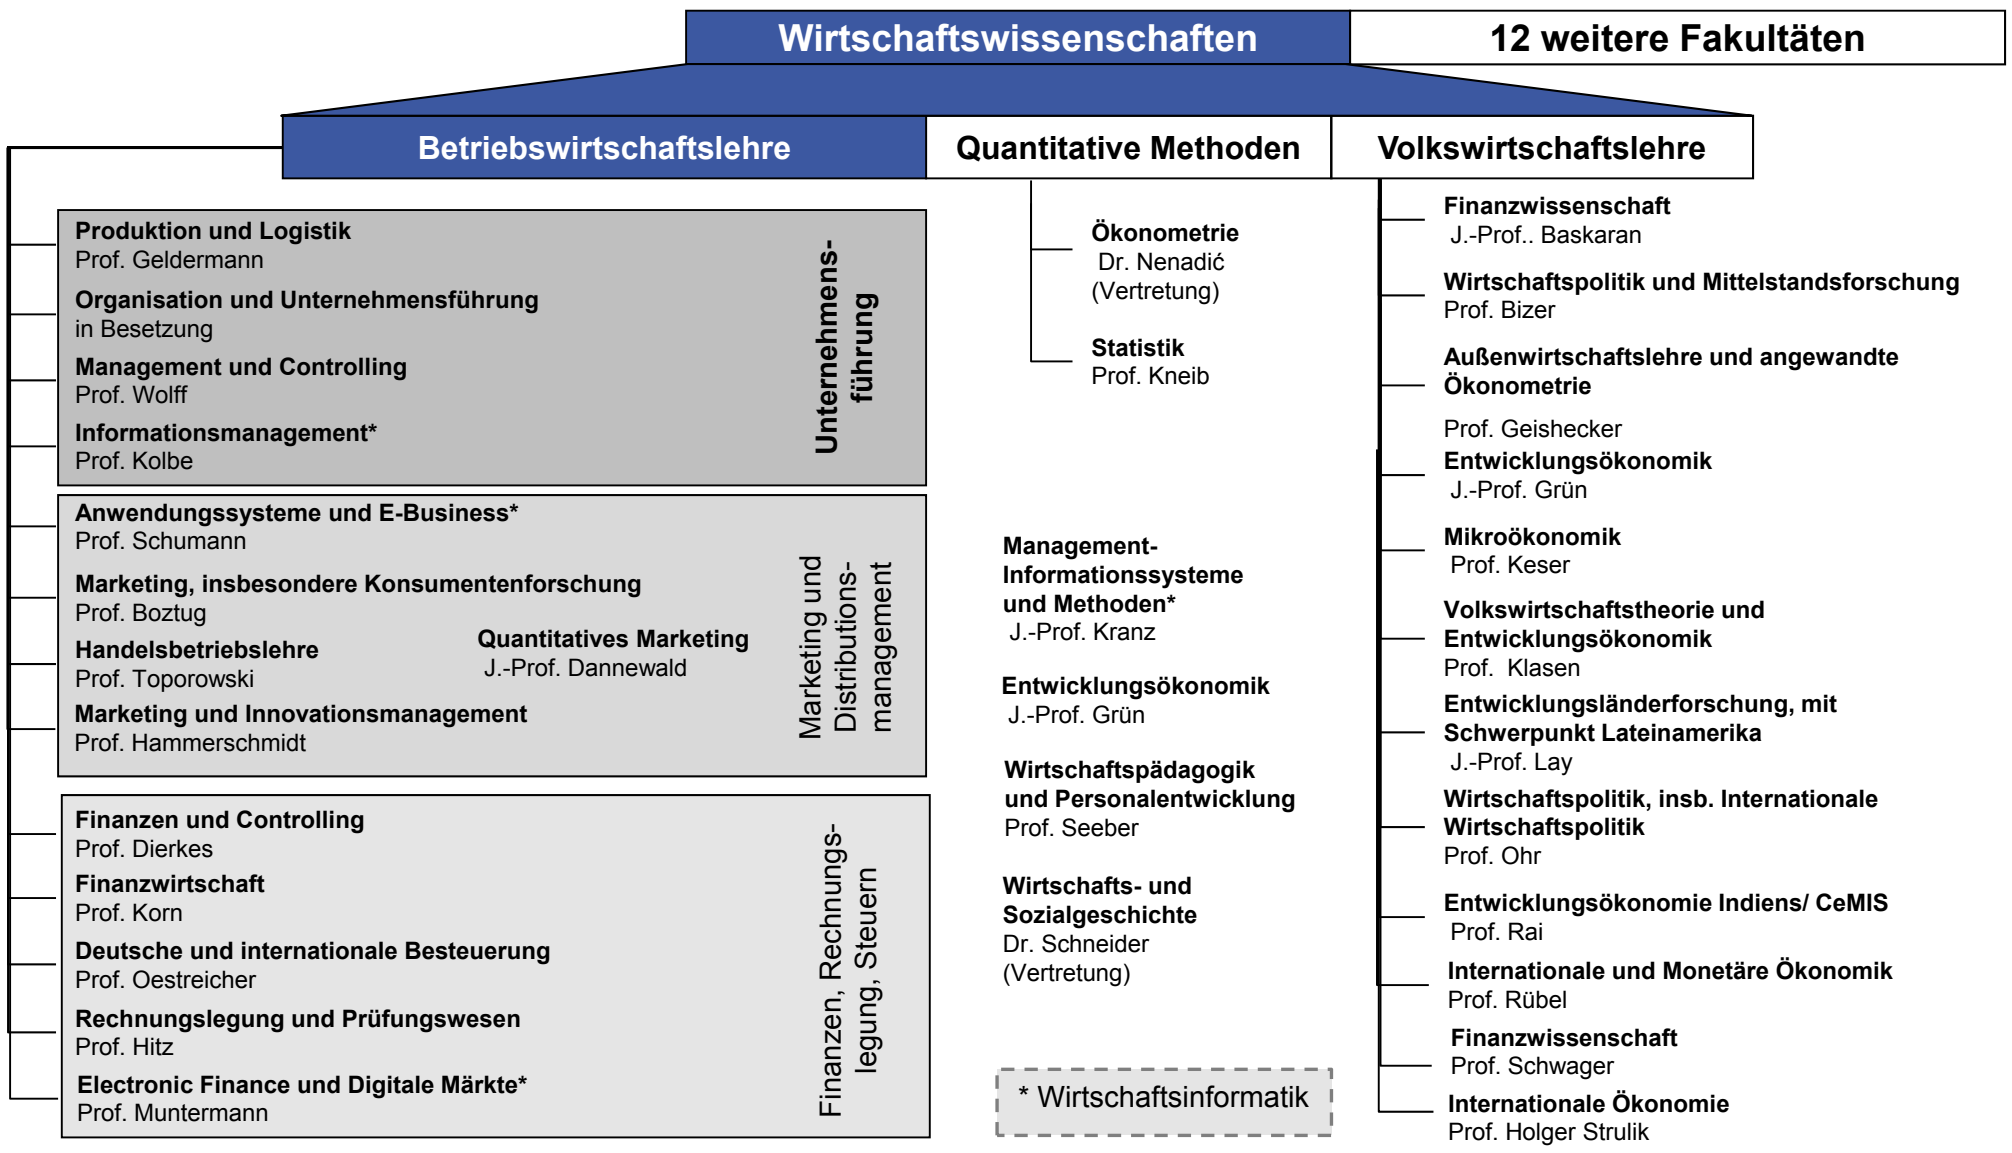 Wirtschaftswissenschaften
12 weitere Fakultäten
Betriebswirtschaftslehre
Quantitative Methoden
Volkswirtschaftslehre
Produktion und Logistik
Prof. Geldermann
Organisation und Unternehmensführung
in Besetzung
Management und Controlling
Prof. Wolff
Informationsmanagement*
Prof. Kolbe
Unternehmens-
führung
Anwendungssysteme und E-Business*
Prof. Schumann
Marketing, insbesondere Konsumentenforschung
Prof. Boztug
Handelsbetriebslehre
Prof. Toporowski
Quantitatives Marketing
J.-Prof. Dannewald
Marketing und Innovationsmanagement
Prof. Hammerschmidt
Marketing und
Distributions-
management
Finanzen und Controlling
Prof. Dierkes
Finanzwirtschaft
Prof. Korn
Deutsche und internationale Besteuerung
Prof. Oestreicher
Rechnungslegung und Prüfungswesen
Prof. Hitz
Electronic Finance und Digitale Märkte*
Prof. Muntermann
Finanzen, Rechnungs-
legung, Steuern
Ökonometrie
Dr. Nenadić
(Vertretung)
Statistik
Prof. Kneib
Management-
Informationssysteme
und Methoden*
J.-Prof. Kranz
Entwicklungsökonomik
J.-Prof. Grün
Wirtschaftspädagogik
und Personalentwicklung
Prof. Seeber
Wirtschafts- und
Sozialgeschichte
Dr. Schneider
(Vertretung)
* Wirtschaftsinformatik
Finanzwissenschaft
J.-Prof.. Baskaran
Wirtschaftspolitik und Mittelstandsforschung
Prof. Bizer
Außenwirtschaftslehre und angewandte
Ökonometrie
Prof. Geishecker
Entwicklungsökonomik
J.-Prof. Grün
Mikroökonomik
Prof. Keser
Volkswirtschaftstheorie und
Entwicklungsökonomik
Prof. Klasen
Entwicklungsländerforschung, mit
Schwerpunkt Lateinamerika
J.-Prof. Lay
Wirtschaftspolitik, insb. Internationale
Wirtschaftspolitik
Prof. Ohr
Entwicklungsökonomie Indiens/ CeMIS
Prof. Rai
Internationale und Monetäre Ökonomik
Prof. Rübel
Finanzwissenschaft
Prof. Schwager
Internationale Ökonomie
Prof. Holger Strulik